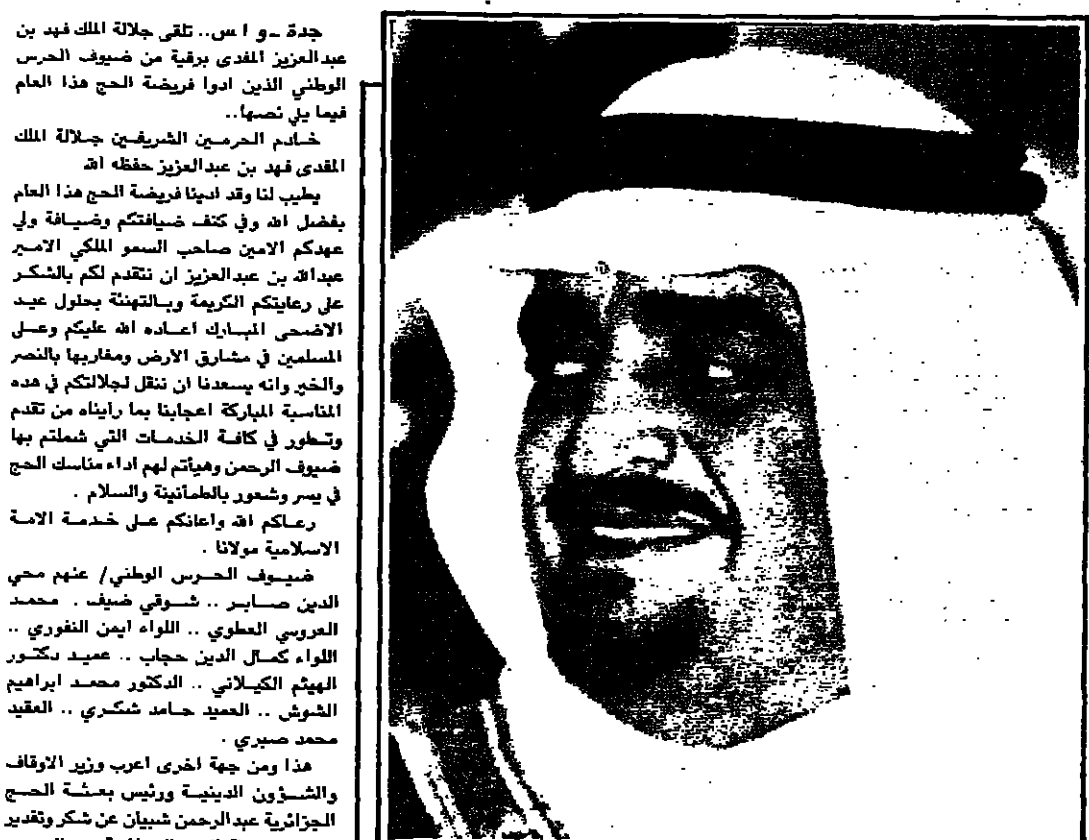 جدة ـ و ا س.. تلقى جلالة الملك فهد بن
عبدالعزيز المفدى برقية من ضيوف الحرس
الوطني الذين ادوا فريضة الحج هذا العام
فيما يلي نصها..
خادم الحرمين الشريفين جلالة الملك
المفدى فهد بن عبدالعزيز حفظه الله
يطيب لنا وقد ادينا فريضة الحج هذا العام
بفضل الله وفي كنف ضيافتكم وضيافة ولي
عهدكم الامين صاحب السمو الملكي الامير
عبدالله بن عبدالعزيز ان نتقدم لكم بالشكر
على رعايتكم الكريمة وبالتهنئة بحلول عيد
الاضحى المبارك اعاده الله عليكم وعلى
المسلمين في مشارق الارض ومغاربها بالنصر
والخير وانه يسعدنا ان ننقل لجلالتكم في هده
المناسبة المباركة اعجابنا بما رايناه من تقدم
وتطور في كافة الخدمات التي شملتم بها
ضيوف الرحمن وهيأتم لهم اداء مناسك الحج
في يسر وشعور بالطمأنينة والسلام .
رعاكم الله واعانكم على خدمة الامة
الاسلامية مولانا .
ضيوف الحرس الوطني/ عنهم محي
الدين صابر .. شوقي ضيف . محمد
العروسي المطوي .. اللواء ايمن النفوري ..
اللواء كمال الدين حجاب .. عميد دكتور
الهيثم الكيلاني .. الدكتور محمد ابراهيم
الشوش .. العميد حامد شكري .. العقيد
محمد صبري .
هذا ومن جهة اخرى اعرب وزير الاوقاف
والشؤون الدينية ورئيس بعثة الحج
الجزائرية عبدالرحمن شيبان عن شكر وتقدير